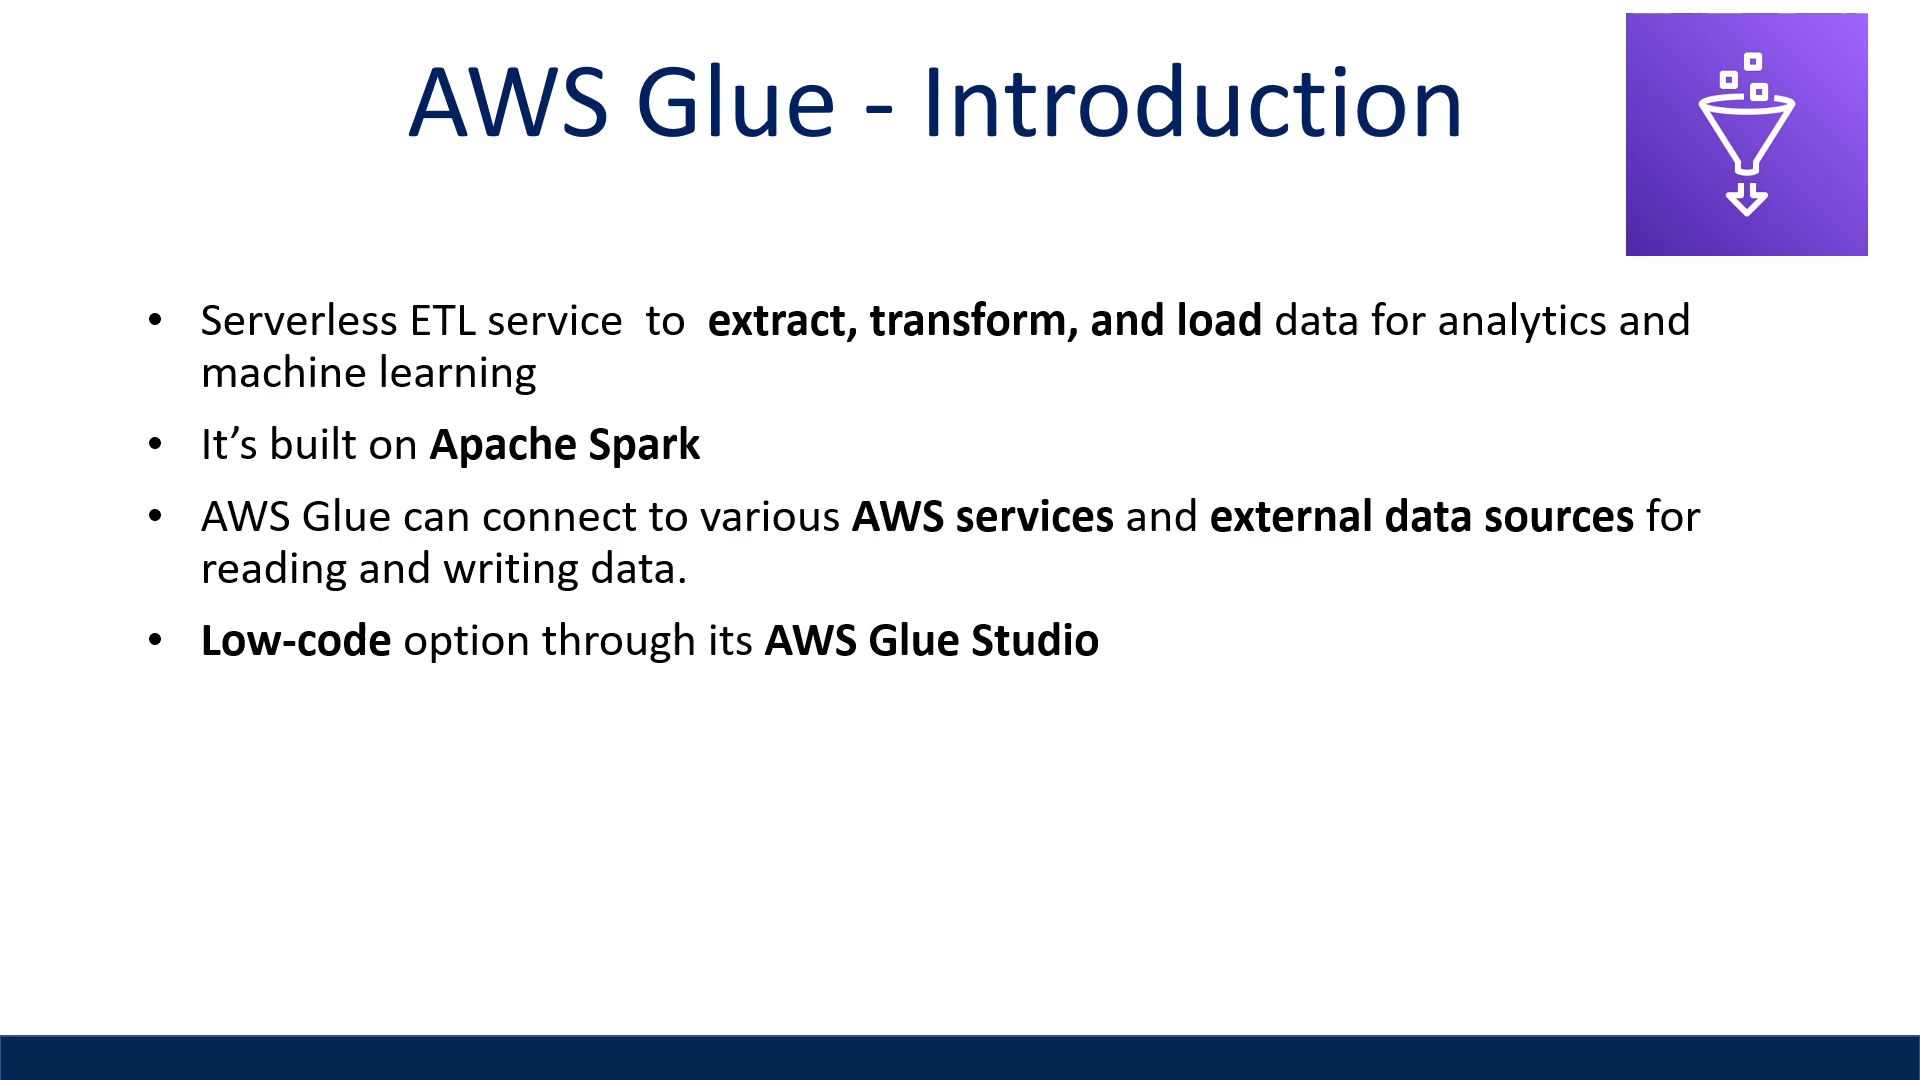 AWS Glue - Introduction
• Serverless ETL service  to  extract, transform, and load data for analytics and
machine learning
• It’s built on Apache Spark
• AWS Glue can connect to various AWS services and external data sources for
reading and writing data.
• Low-code option through its AWS Glue Studio